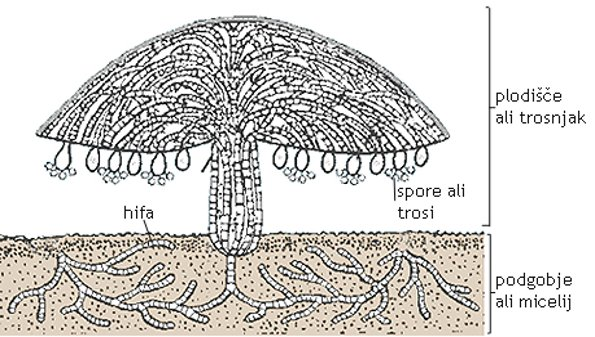 plodišče
ali trosnjak
spore ali
trosi
hifa
podgobje
ali micelij